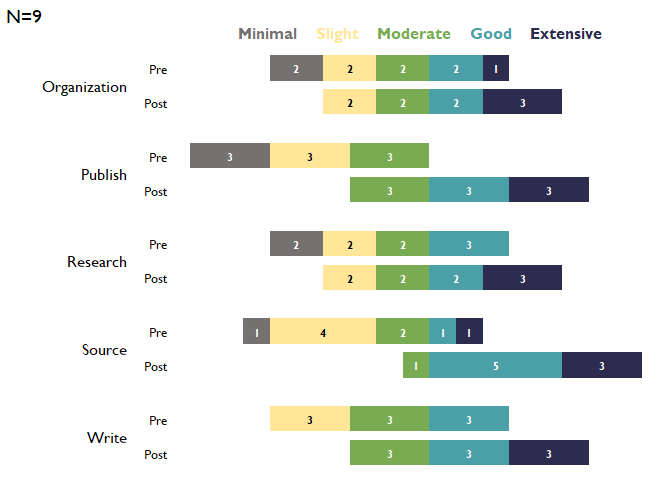 N=9
Minimal Slight Moderate Good Extensive
Organization
Pre 2 2 2 2 1
Post 2 2 2 3
Publish
Pre 3 3 3
Post 3 3 3
Research
Pre 2 2 2 3
Post 2 2 2 3
Source
Pre 1 4 2 1 1
Post 1 5 3
Write
Pre 3 3 3
Post 3 3 3